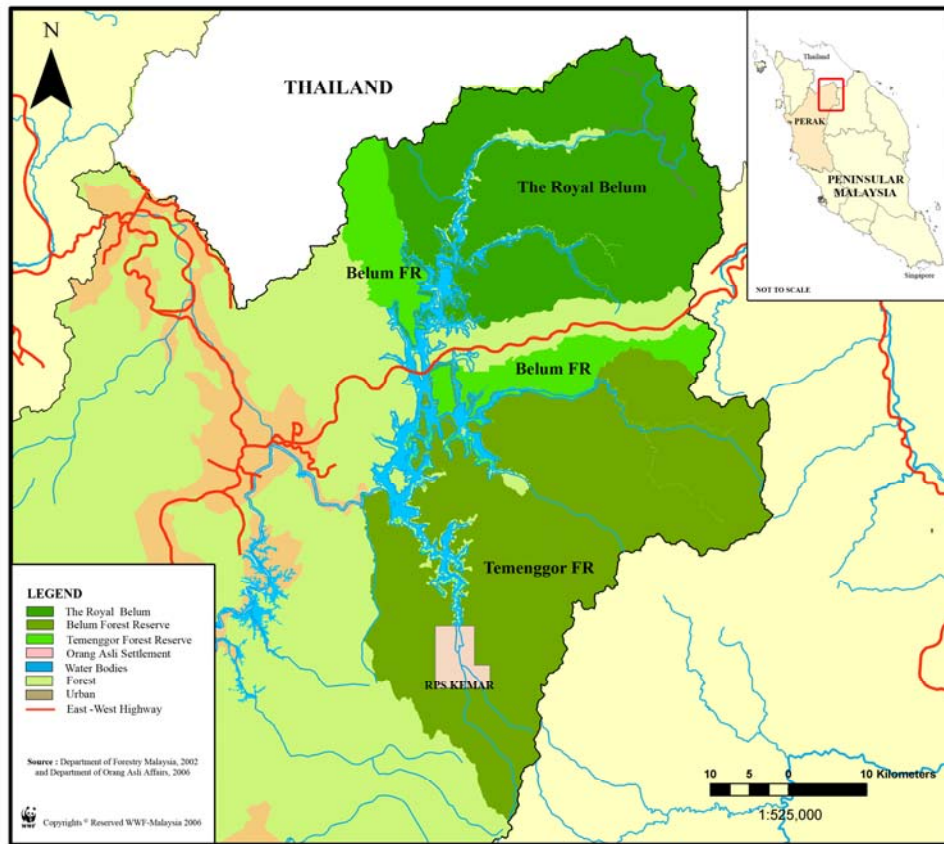 N
THAILAND
Thailand
PERAK
PENINSULAR
MALAYSIA
Singapore
NOT TO SCALE
The Royal Belum
Belum FR
Belum FR
Temenggor FR
RPS KEMAR
LEGEND
The Royal Belum
Belum Forest Reserve
Temenggor Forest Reserve
Orang Asli Settlement
Water Bodies
Forest
Urban
East -West Highway
Source : Department of Forestry Malaysia, 2002
and Department of Orang Asli Affairs, 2006
WWF
Copyrights © Reserved WWF-Malaysia 2006
10 5 0 10 Kilometers
1:525,000